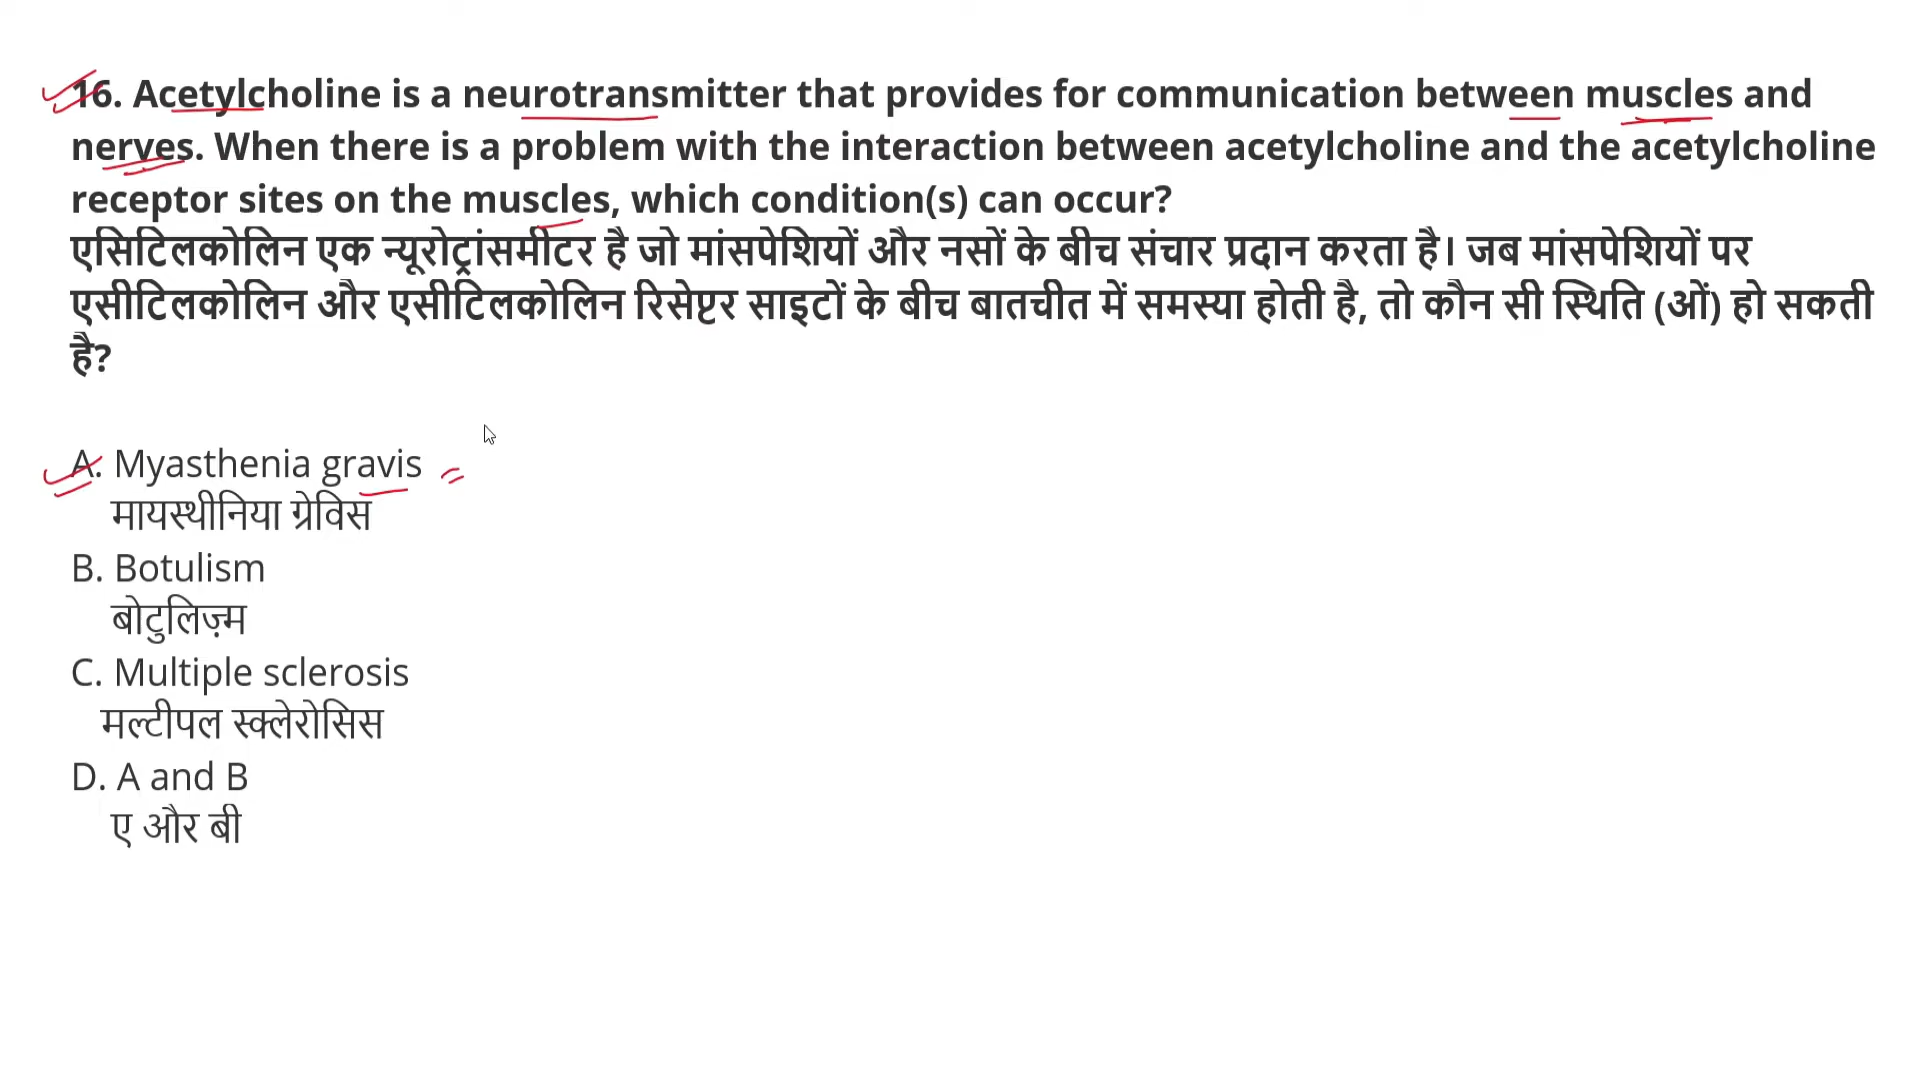 16. Acetylcholine is a neurotransmitter that provides for communication between muscles and
nerves. When there is a problem with the interaction between acetylcholine and the acetylcholine
receptor sites on the muscles, which condition(s) can occur?
एसिटिलकोलिन एक न्यूरोट्रांसमीटर है जो मांसपेशियों और नसों के बीच संचार प्रदान करता है। जब मांसपेशियों पर
एसीटिलकोलिन और एसीटिलकोलिन रिसेप्टर साइटों के बीच बातचीत में समस्या होती है, तो कौन सी स्थिति (ओं) हो सकती
है?
A. Myasthenia gravis
मायस्थीनिया ग्रेविस
B. Botulism
बोटुलिज़्म
C. Multiple sclerosis
मल्टीपल स्क्लेरोसिस
D. A and B
ए और बी